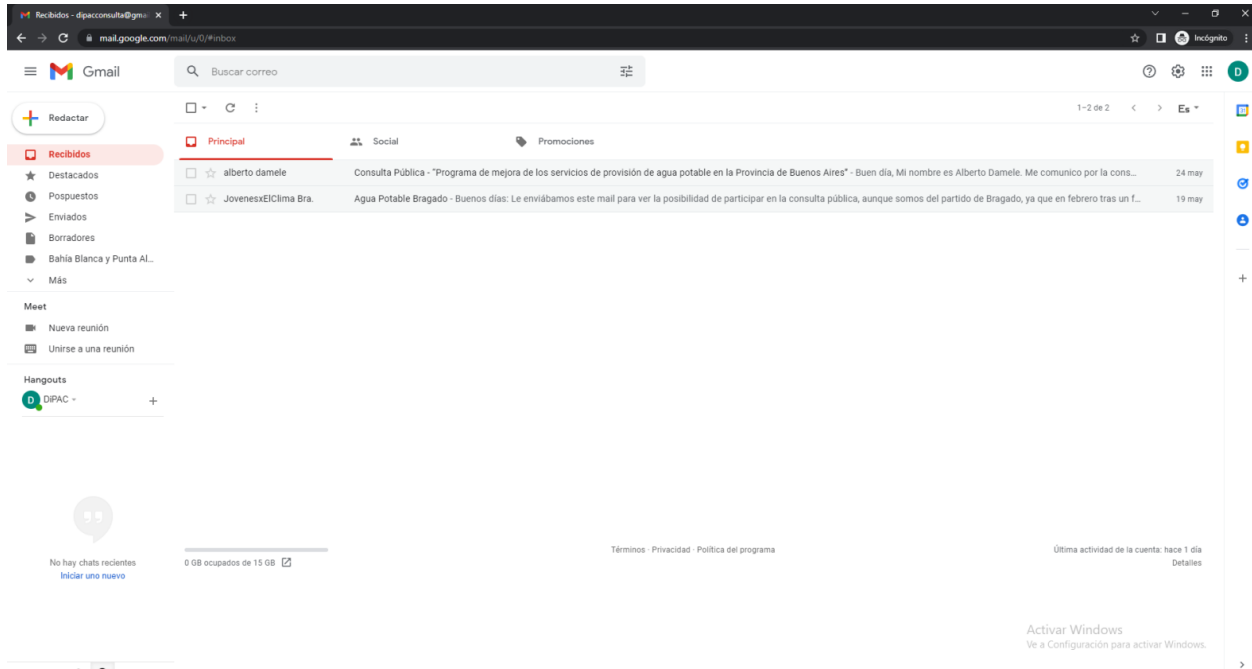 Recibidos - dipacconsulta@gmai
mail.google.com/mail/u/0/#inbox
Incógnito
Gmail
Buscar correo
D
Redactar
1–2 de 2
Es
Principal
Social
Promociones
Recibidos
Destacados
Pospuestos
Enviados
Borradores
Bahía Blanca y Punta Al...
Más
alberto damele
Consulta Pública - "Programa de mejora de los servicios de provisión de agua potable en la Provincia de Buenos Aires" - Buen día, Mi nombre es Alberto Damele. Me comunico por la cons...
24 may
JovenesxElClima Bra.
Agua Potable Bragado - Buenos días: Le enviábamos este mail para ver la posibilidad de participar en la consulta pública, aunque somos del partido de Bragado, ya que en febrero tras un f...
19 may
Meet
Nueva reunión
Unirse a una reunión
Hangouts
D DiPAC
No hay chats recientes
Iniciar uno nuevo
0 GB ocupados de 15 GB
Términos · Privacidad · Política del programa
Última actividad de la cuenta: hace 1 día
Detalles
Activar Windows
Ve a Configuración para activar Windows.